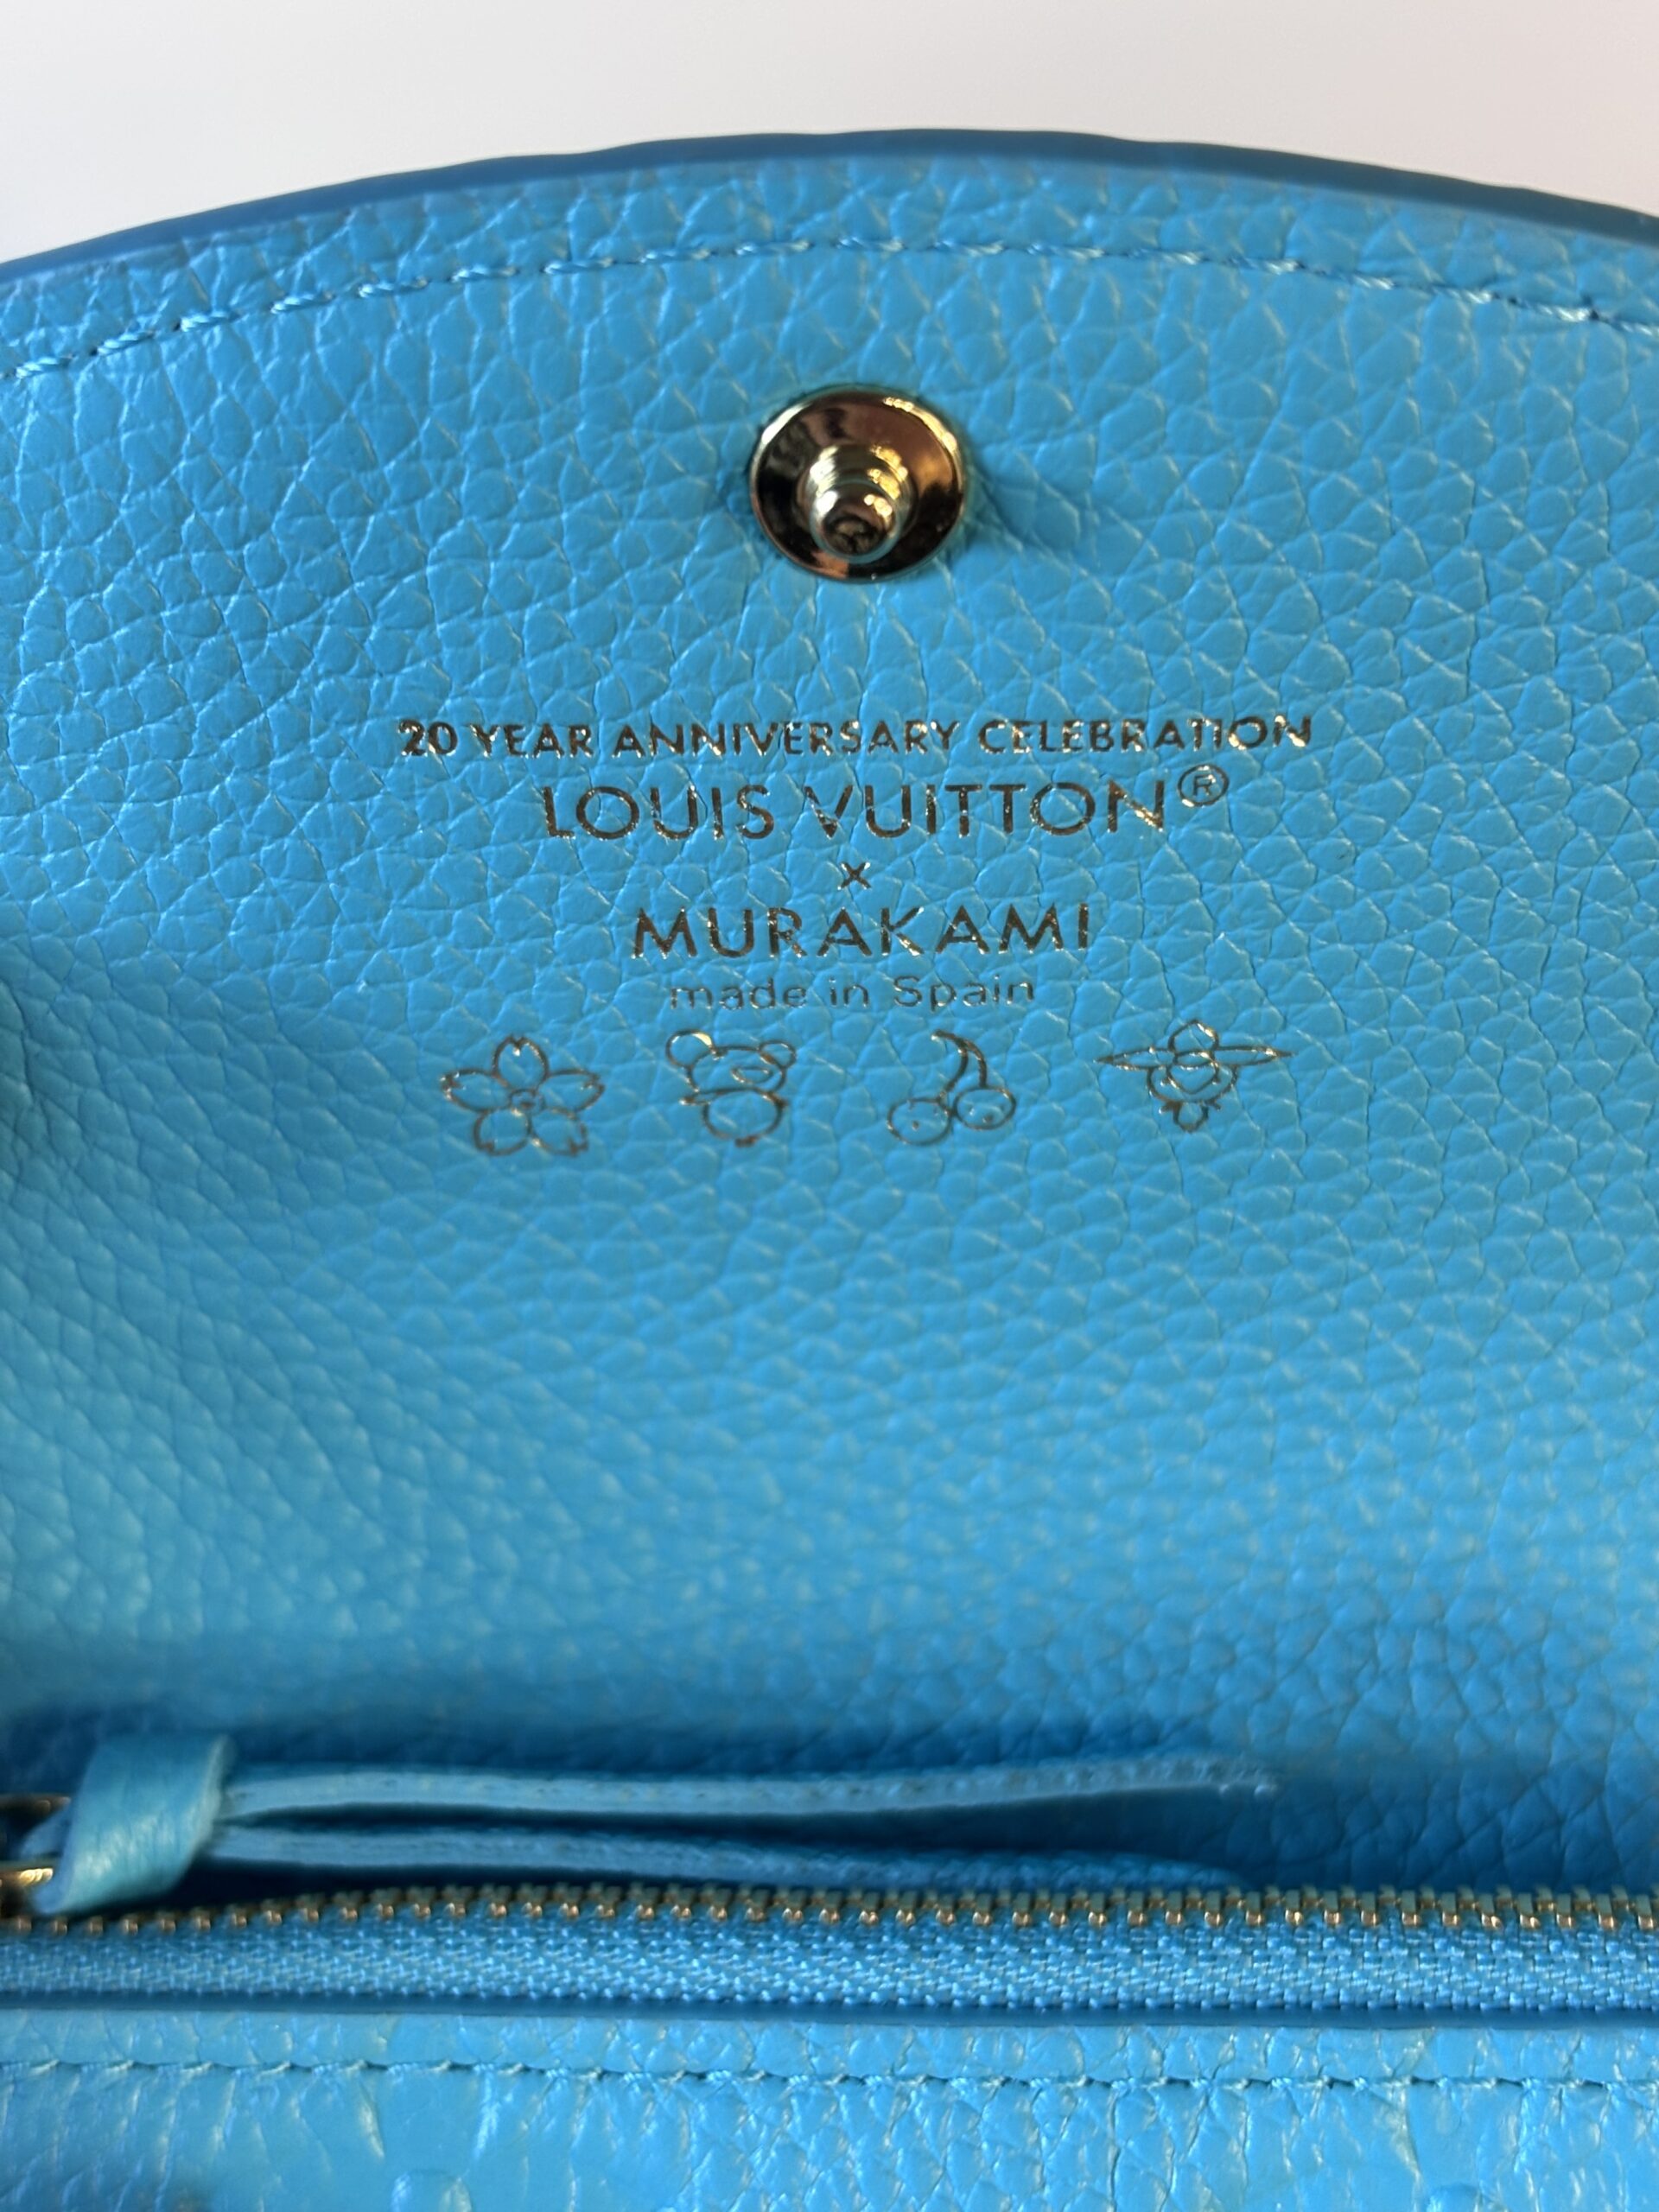 20 YEAR ANNIVERSARY CELEBRATION
LOUIS VUITTON®
x
MURAKAMI
made in Spain